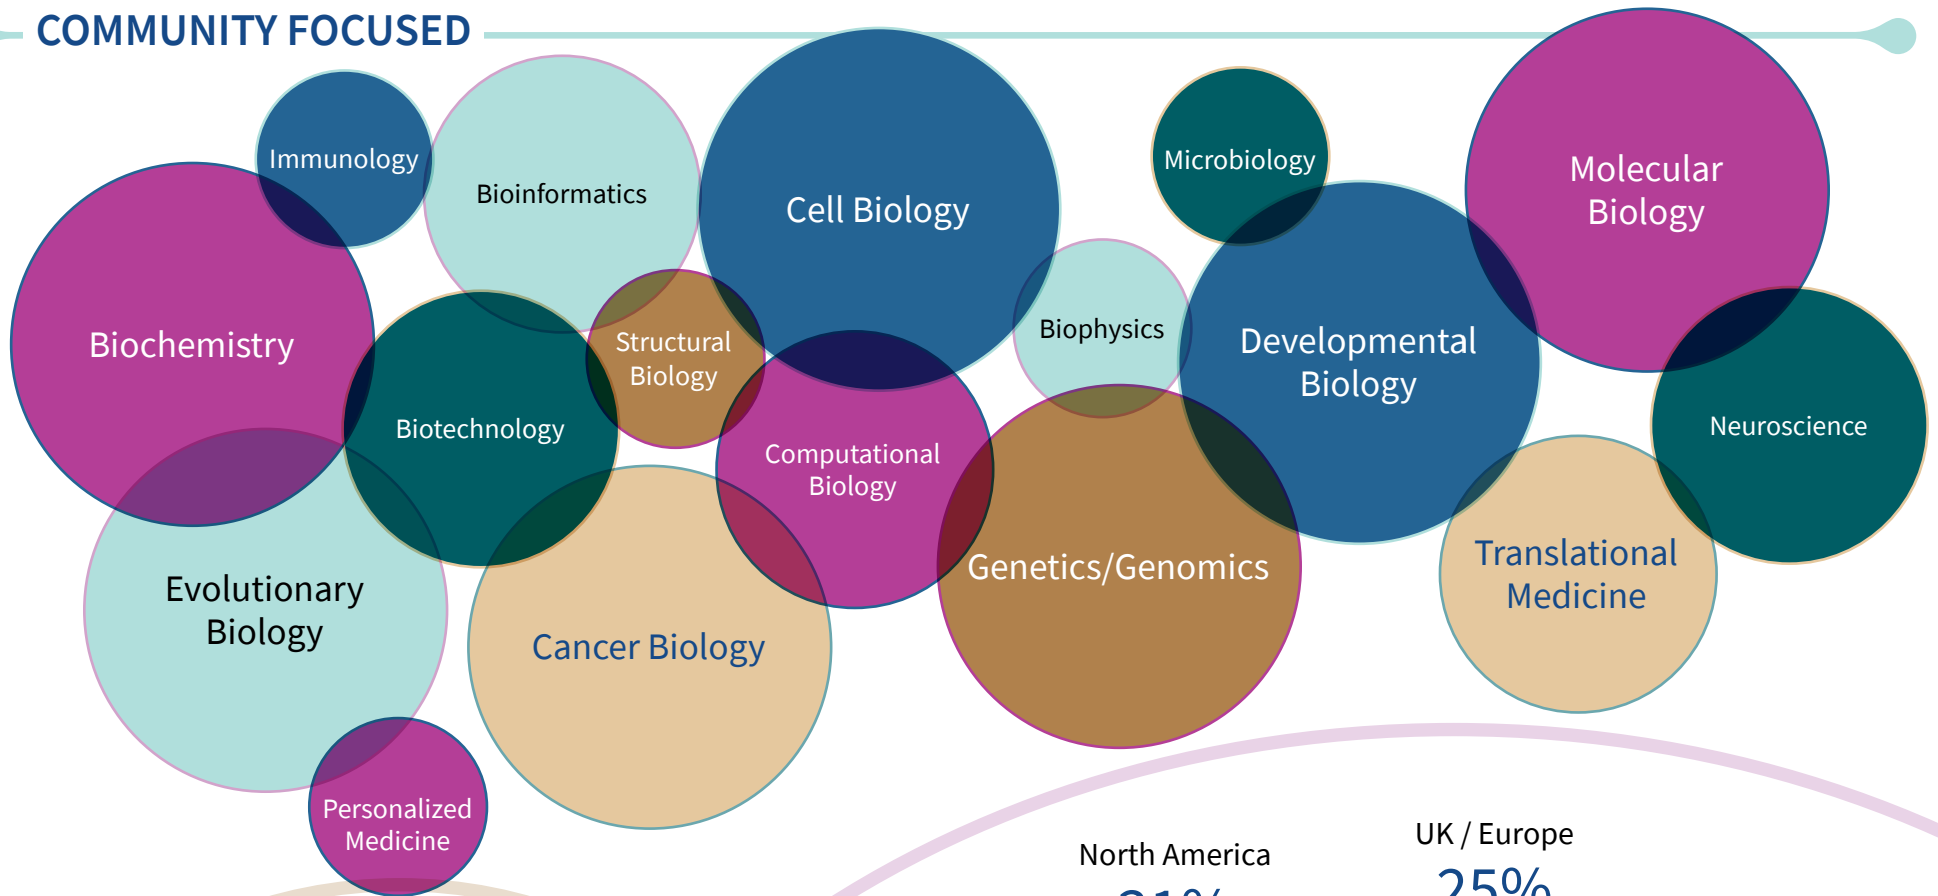 COMMUNITY FOCUSED
Immunology
Bioinformatics
Cell Biology
Microbiology
Molecular
Biology
Biochemistry
Structural
Biology
Biophysics
Developmental
Biology
Biotechnology
Computational
Biology
Neuroscience
Evolutionary
Biology
Cancer Biology
Genetics/Genomics
Translational
Medicine
Personalized
Medicine
North America
UK / Europe
25%